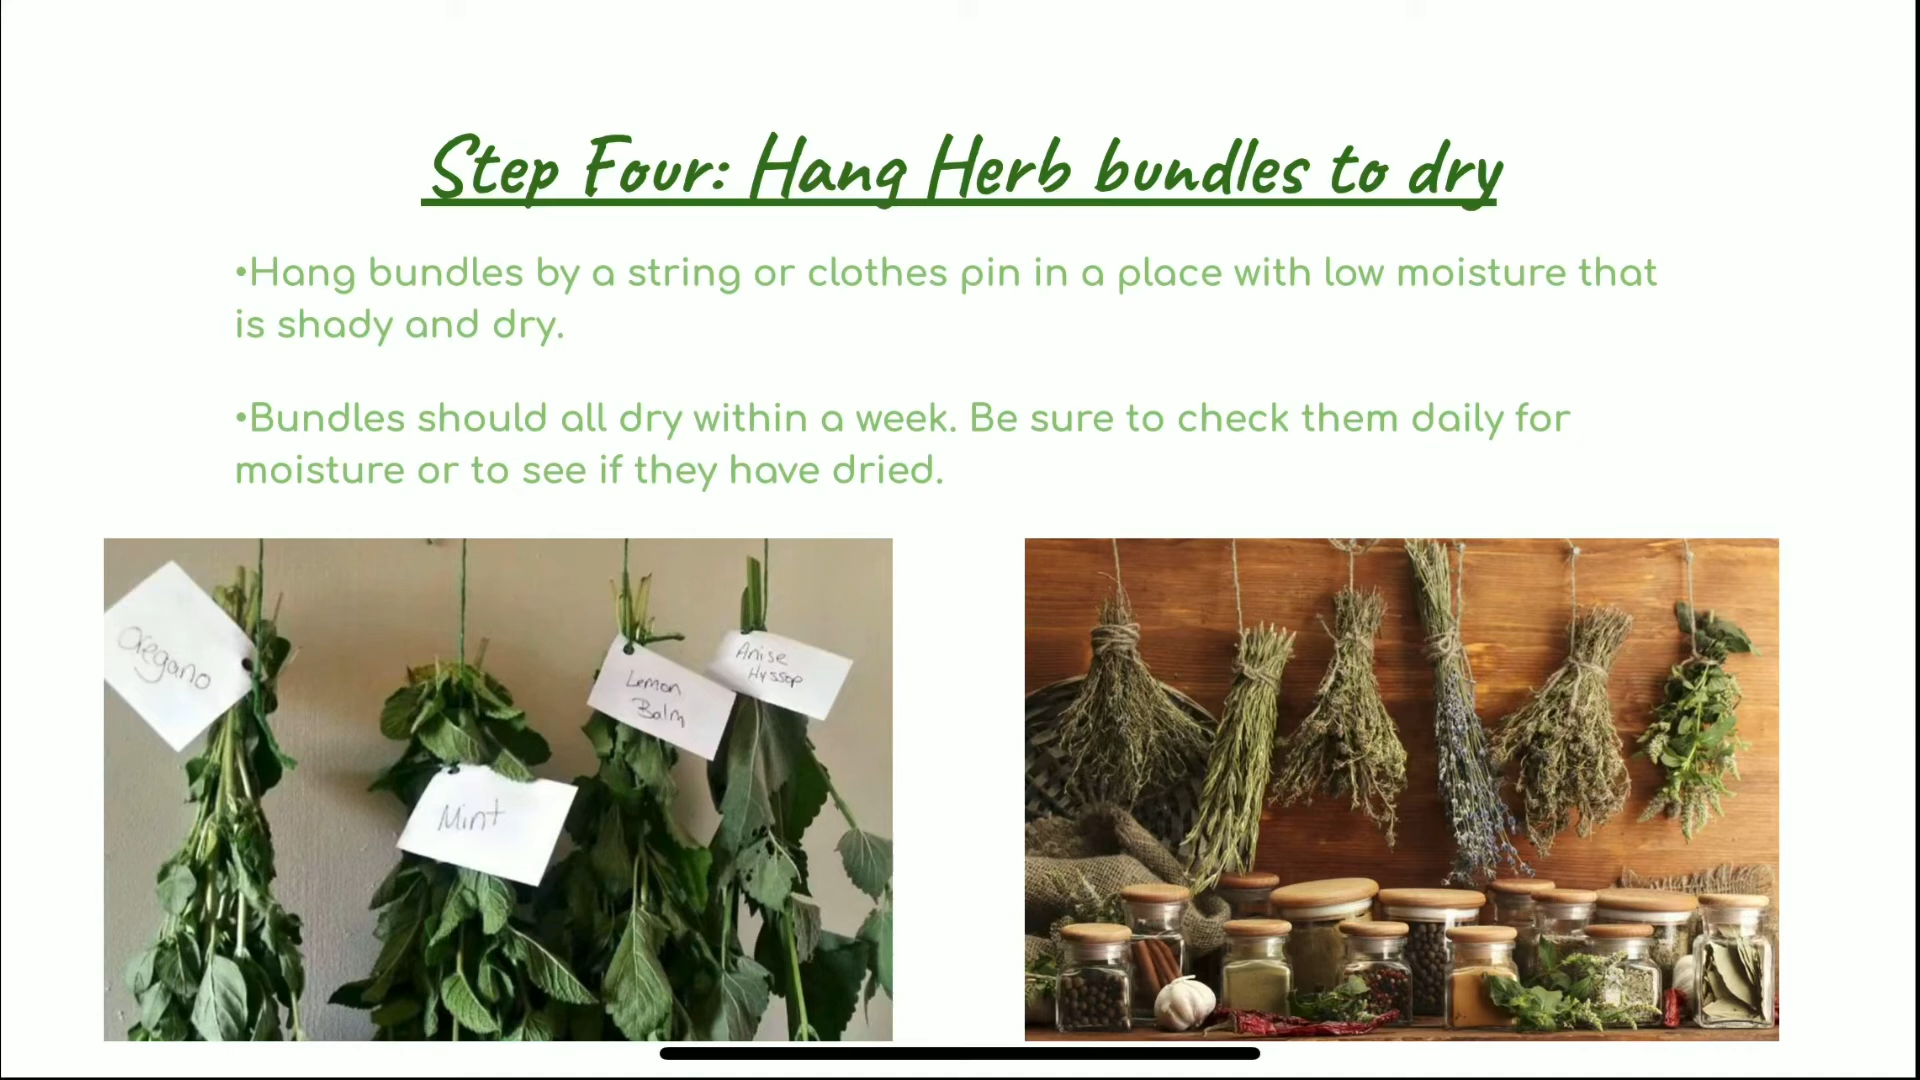 Step Four: Hang Herb bundles to dry
•Hang bundles by a string or clothes pin in a place with low moisture that
is shady and dry.
•Bundles should all dry within a week. Be sure to check them daily for
moisture or to see if they have dried.
Oregano
Mint
Lemon
Balm
Anise
Hyssop